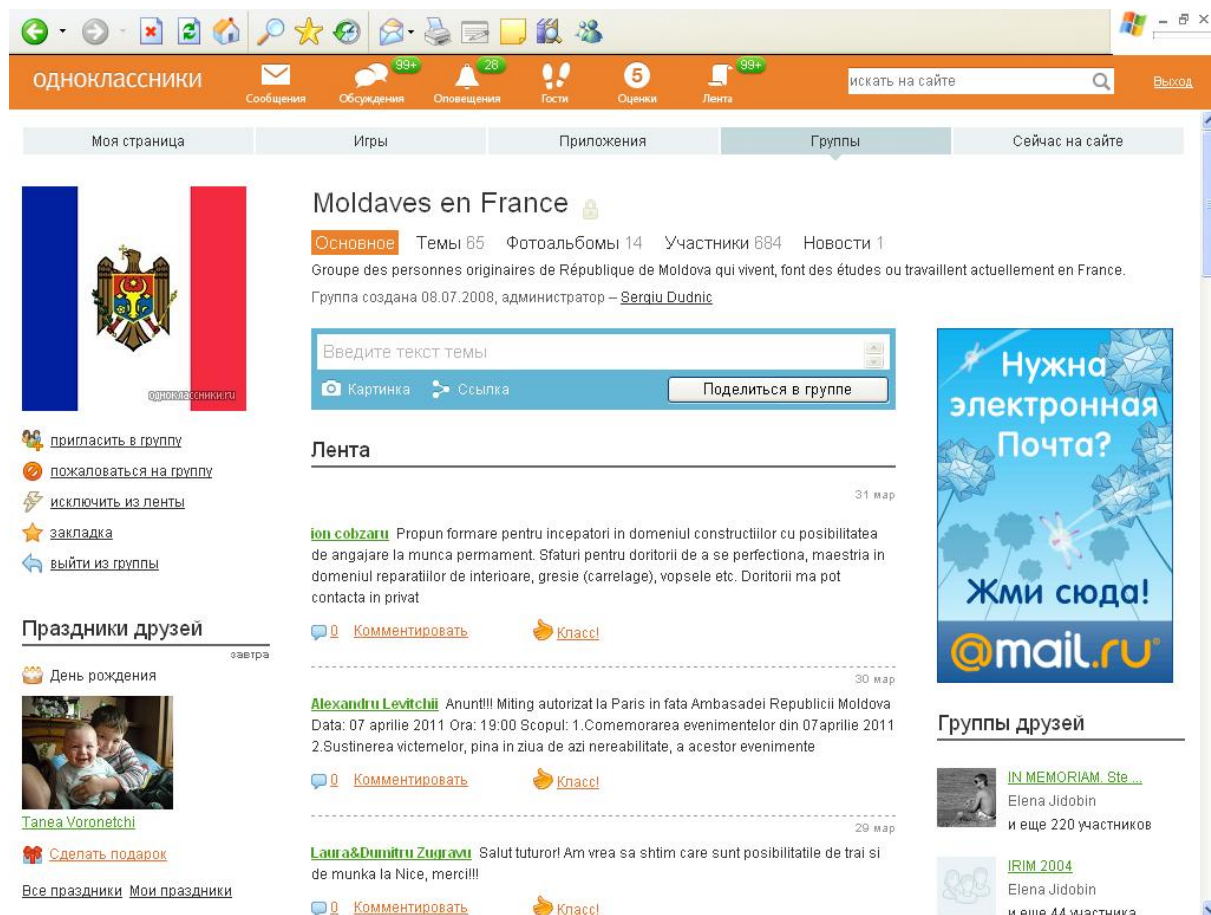 одноклассники
Сообщения
99+
Обсуждения
28
Оповещения
Гости
5
Оценки
99+
Лента
искать на сайте
Выход
Моя страница
Игры
Приложения
Группы
Сейчас на сайте
одноклассники.ru
пригласить в группу
пожаловаться на группу
исключить из ленты
закладка
выйти из группы
Праздники друзей
завтра
День рождения
Tanea Voronetchi
Сделать подарок
Все праздники Мои праздники
Moldaves en France
Основное Темы 65 Фотоальбомы 14 Участники 684 Новости 1
Groupe des personnes originaires de République de Moldova qui vivent, font des études ou travaillent actuellement en France.
Группа создана 08.07.2008, администратор – Sergiu Dudnic
Введите текст темы
Картинка Ссылка Поделиться в группе
Лента
31 мар
ion cobzaru Propun formare pentru incepatori in domeniul constructiilor cu posibilitatea
de angajare la munca permament. Sfaturi pentru doritorii de a se perfectiona, maestria in
domeniul reparatiilor de interioare, gresie (carrelage), vopsele etc. Doritorii ma pot
contacta in privat
0 Комментировать Класс!
30 мар
Alexandru Levitchii Anunt!!! Miting autorizat la Paris in fata Ambasadei Republicii Moldova
Data: 07 aprilie 2011 Ora: 19:00 Scopul: 1.Comemorarea evenimentelor din 07aprilie 2011
2.Sustinerea victemelor, pina in ziua de azi nereabilitate, a acestor evenimente
0 Комментировать Класс!
29 мар
Laura&Dumitru Zugravu Salut tuturor! Am vrea sa shtim care sunt posibilitatile de trai si
de munka la Nice, merci!!!
0 Комментировать Класс!
Нужна
электронная
Почта?
Жми сюда!
@mail.ru
Группы друзей
IN MEMORIAM. Ste ...
Elena Jidobin
и еще 220 участников
IRIM 2004
Elena Jidobin
и еще 44 участника